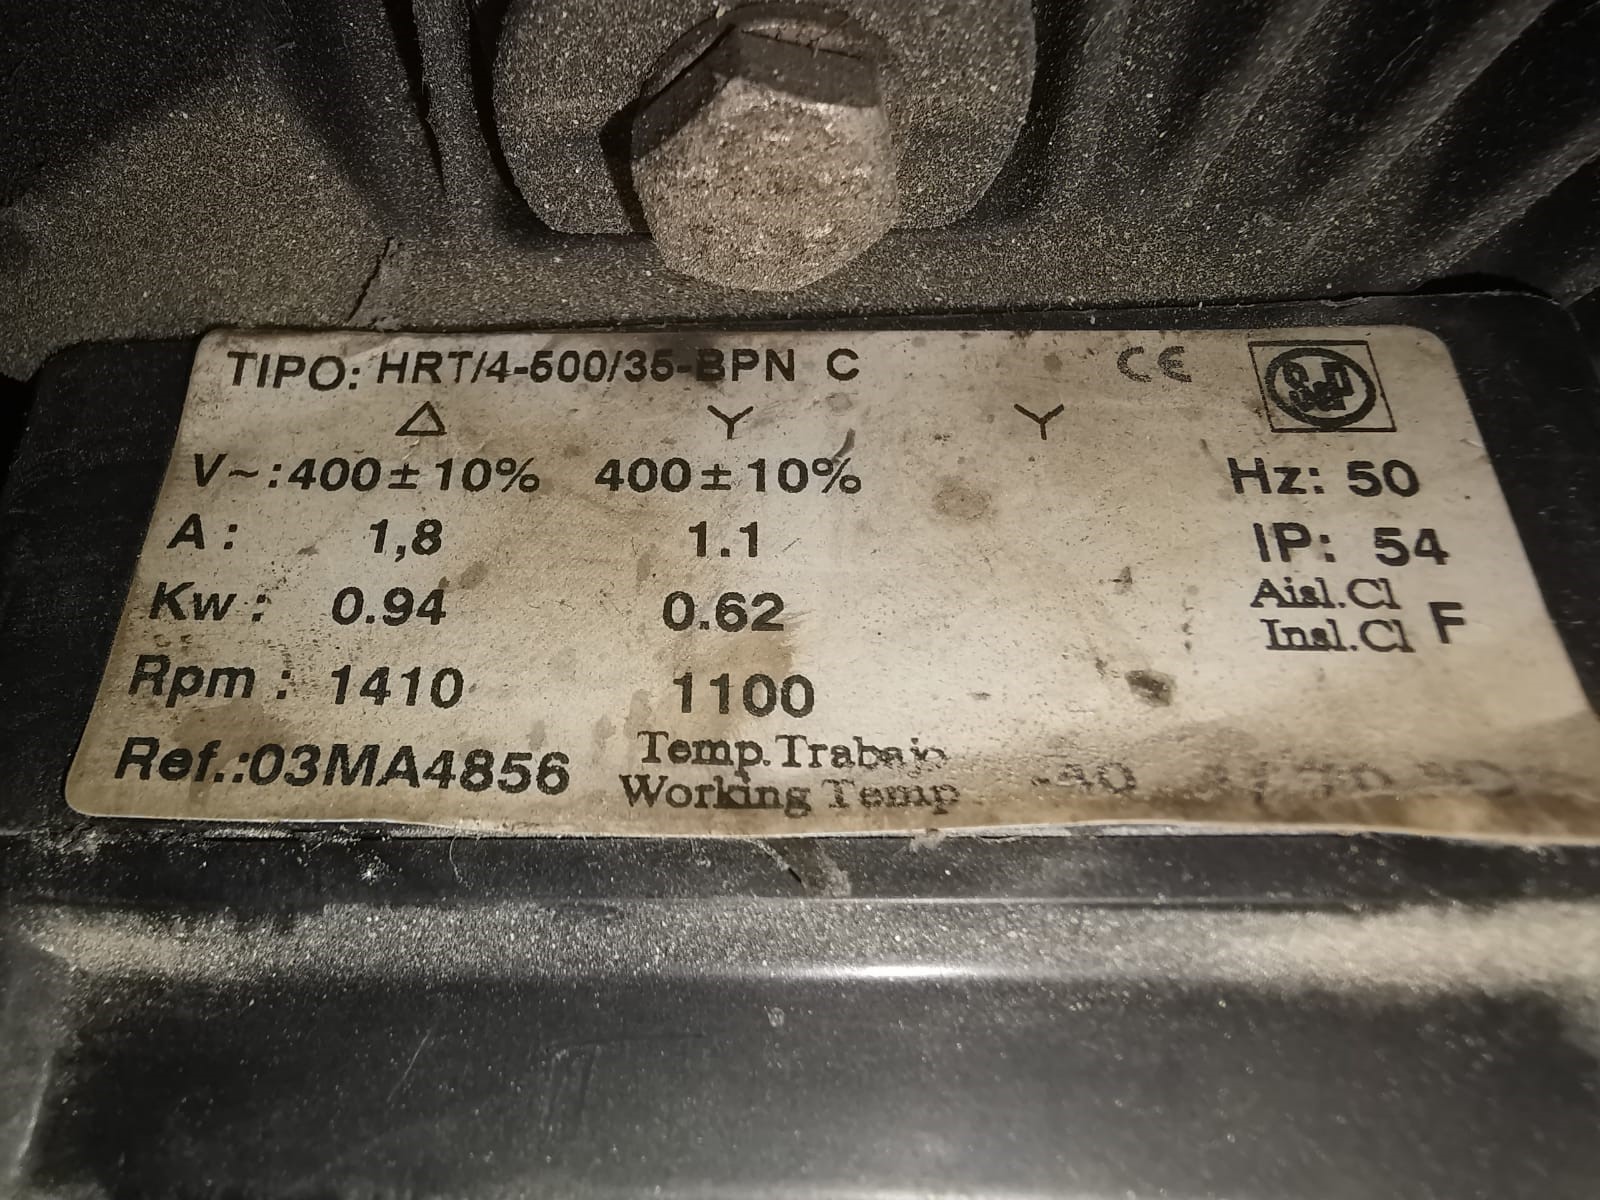 TIPO: HRT/4-500/35-BPN C CE S&P
△ Y Y
V~: 400±10% 400±10% Hz: 50
A: 1,8 1.1 IP: 54
Kw: 0.94 0.62 Aisl.Cl
Insl.Cl F
Rpm: 1410 1100
Ref.:03MA4856 Temp.Trabajo
Working Temp